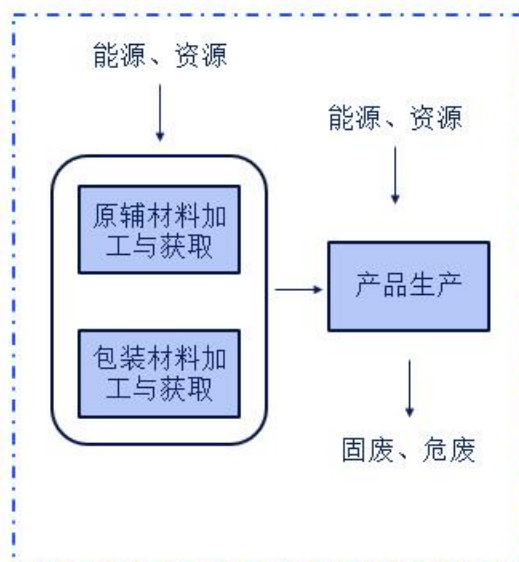 能源、资源
能源、资源
原辅材料加
工与获取
产品生产
包装材料加
工与获取
固废、危废